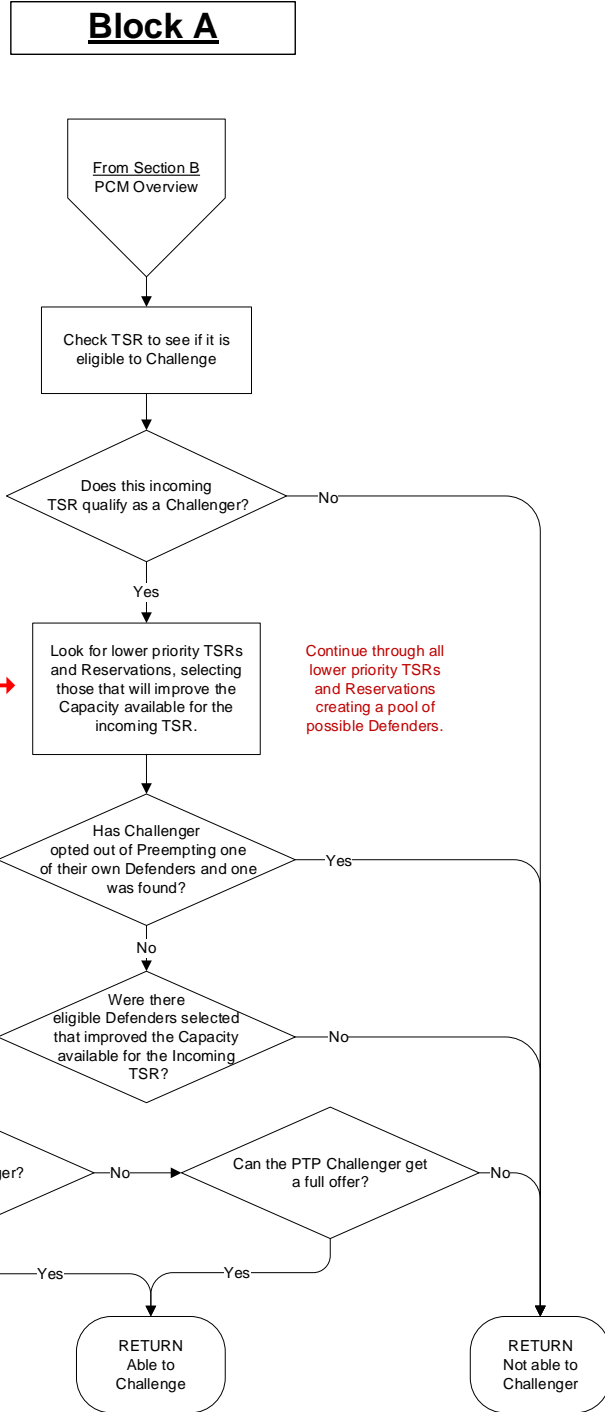 Block A
From Section B
PCM Overview
Check TSR to see if it is
eligible to Challenge
Does this incoming
TSR qualify as a Challenger?
No
Yes
Look for lower priority TSRs
and Reservations, selecting
those that will improve the
Capacity available for the
incoming TSR.
Continue through all
lower priority TSRs
and Reservations
creating a pool of
possible Defenders.
Has Challenger
opted out of Preempting one
of their own Defenders and one
was found?
Yes
No
Were there
eligible Defenders selected
that improved the Capacity
available for the Incoming
TSR?
No
ger?
No
Can the PTP Challenger get
a full offer?
No
Yes
Yes
RETURN
Able to
Challenge
RETURN
Not able to
Challenger